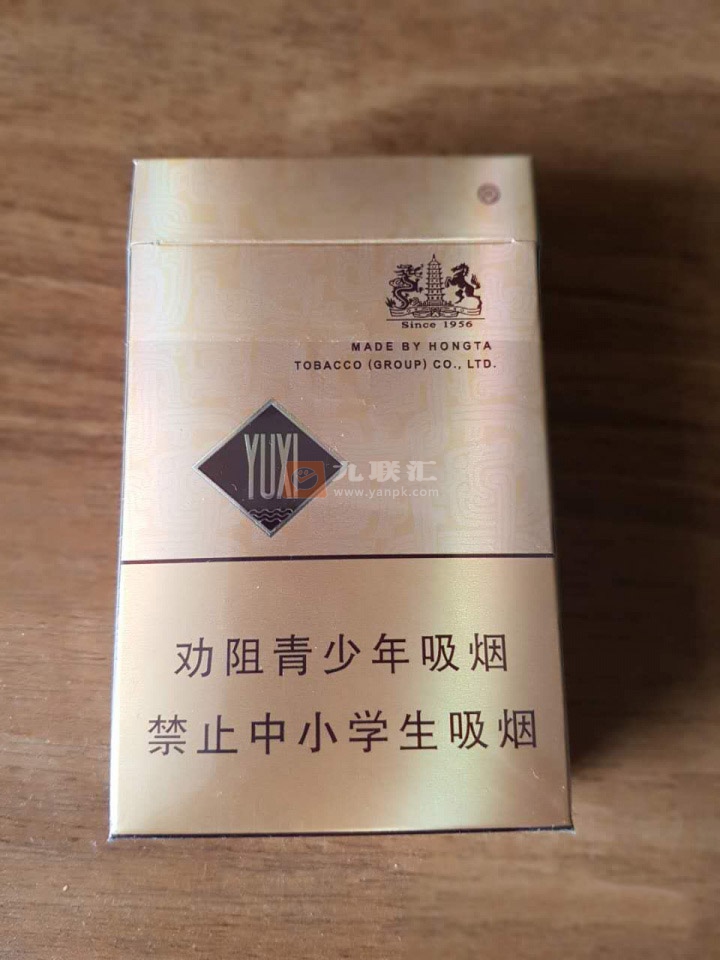 Since 1956
MADE BY HONGTA
TOBACCO (GROUP) CO., LTD.
YUXI
九联汇
www.yanpk.com
劝阻青少年吸烟
禁止中小学生吸烟